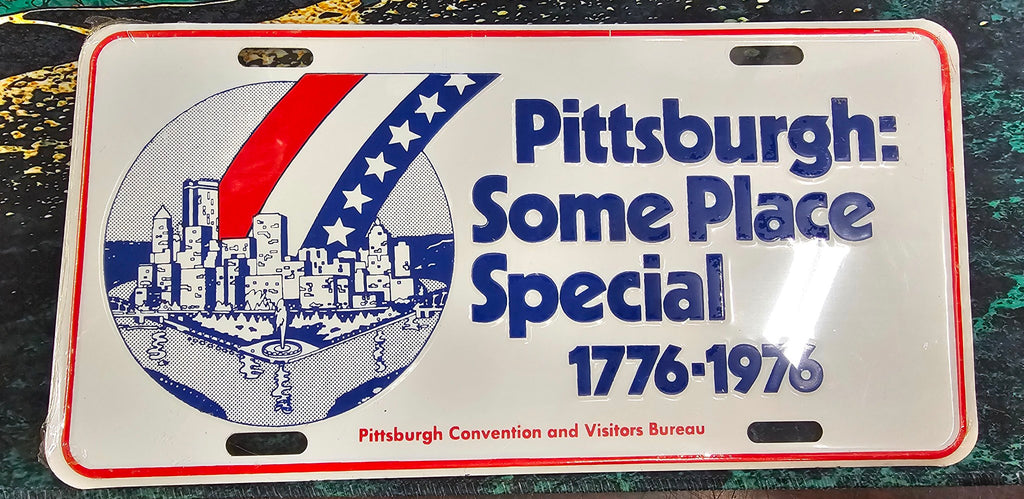 Pittsburgh:
Some Place
Special
1776-1976
Pittsburgh Convention and Visitors Bureau